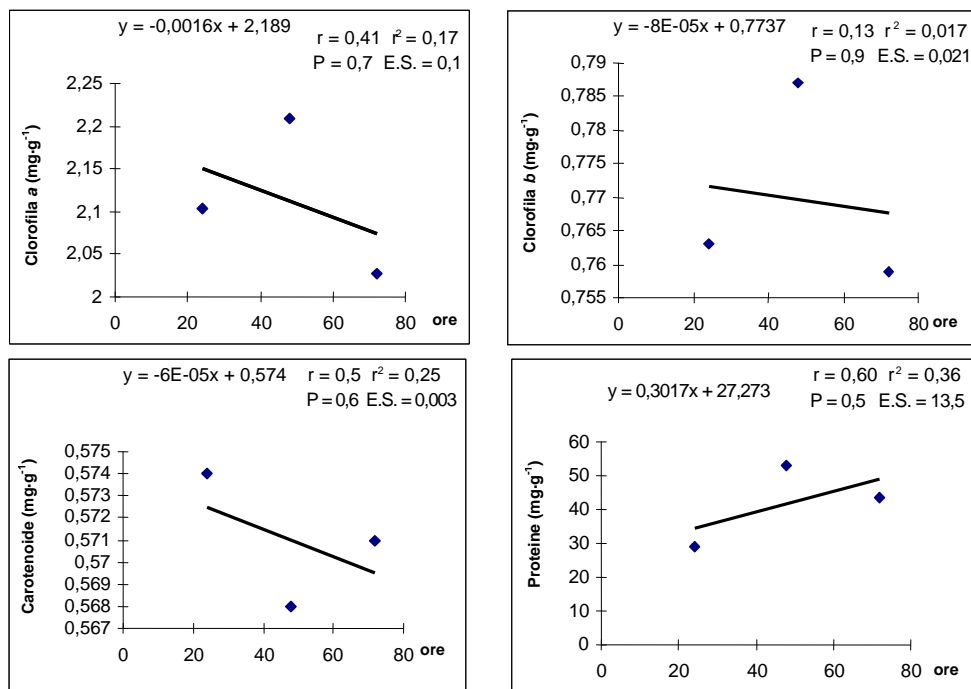 y = -0,0016x + 2,189
r = 0,41 r² = 0,17
P = 0,7 E.S. = 0,1
Clorofila a (mg·g⁻¹)
2,25
2,2
2,15
2,1
2,05
2
0 20 40 60 80 ore
y = -8E-05x + 0,7737
r = 0,13 r² = 0,017
P = 0,9 E.S. = 0,021
Clorofila b (mg·g⁻¹)
0,79
0,785
0,78
0,775
0,77
0,765
0,76
0,755
0 20 40 60 80 ore
y = -6E-05x + 0,574 r = 0,5 r² = 0,25
P = 0,6 E.S. = 0,003
Carotenoide (mg·g⁻¹)
0,575
0,574
0,573
0,572
0,571
0,57
0,569
0,568
0,567
0 20 40 60 80 ore
y = 0,3017x + 27,273
r = 0,60 r² = 0,36
P = 0,5 E.S. = 13,5
Proteine (mg·g⁻¹)
60
50
40
30
20
10
0
0 20 40 60 80 ore